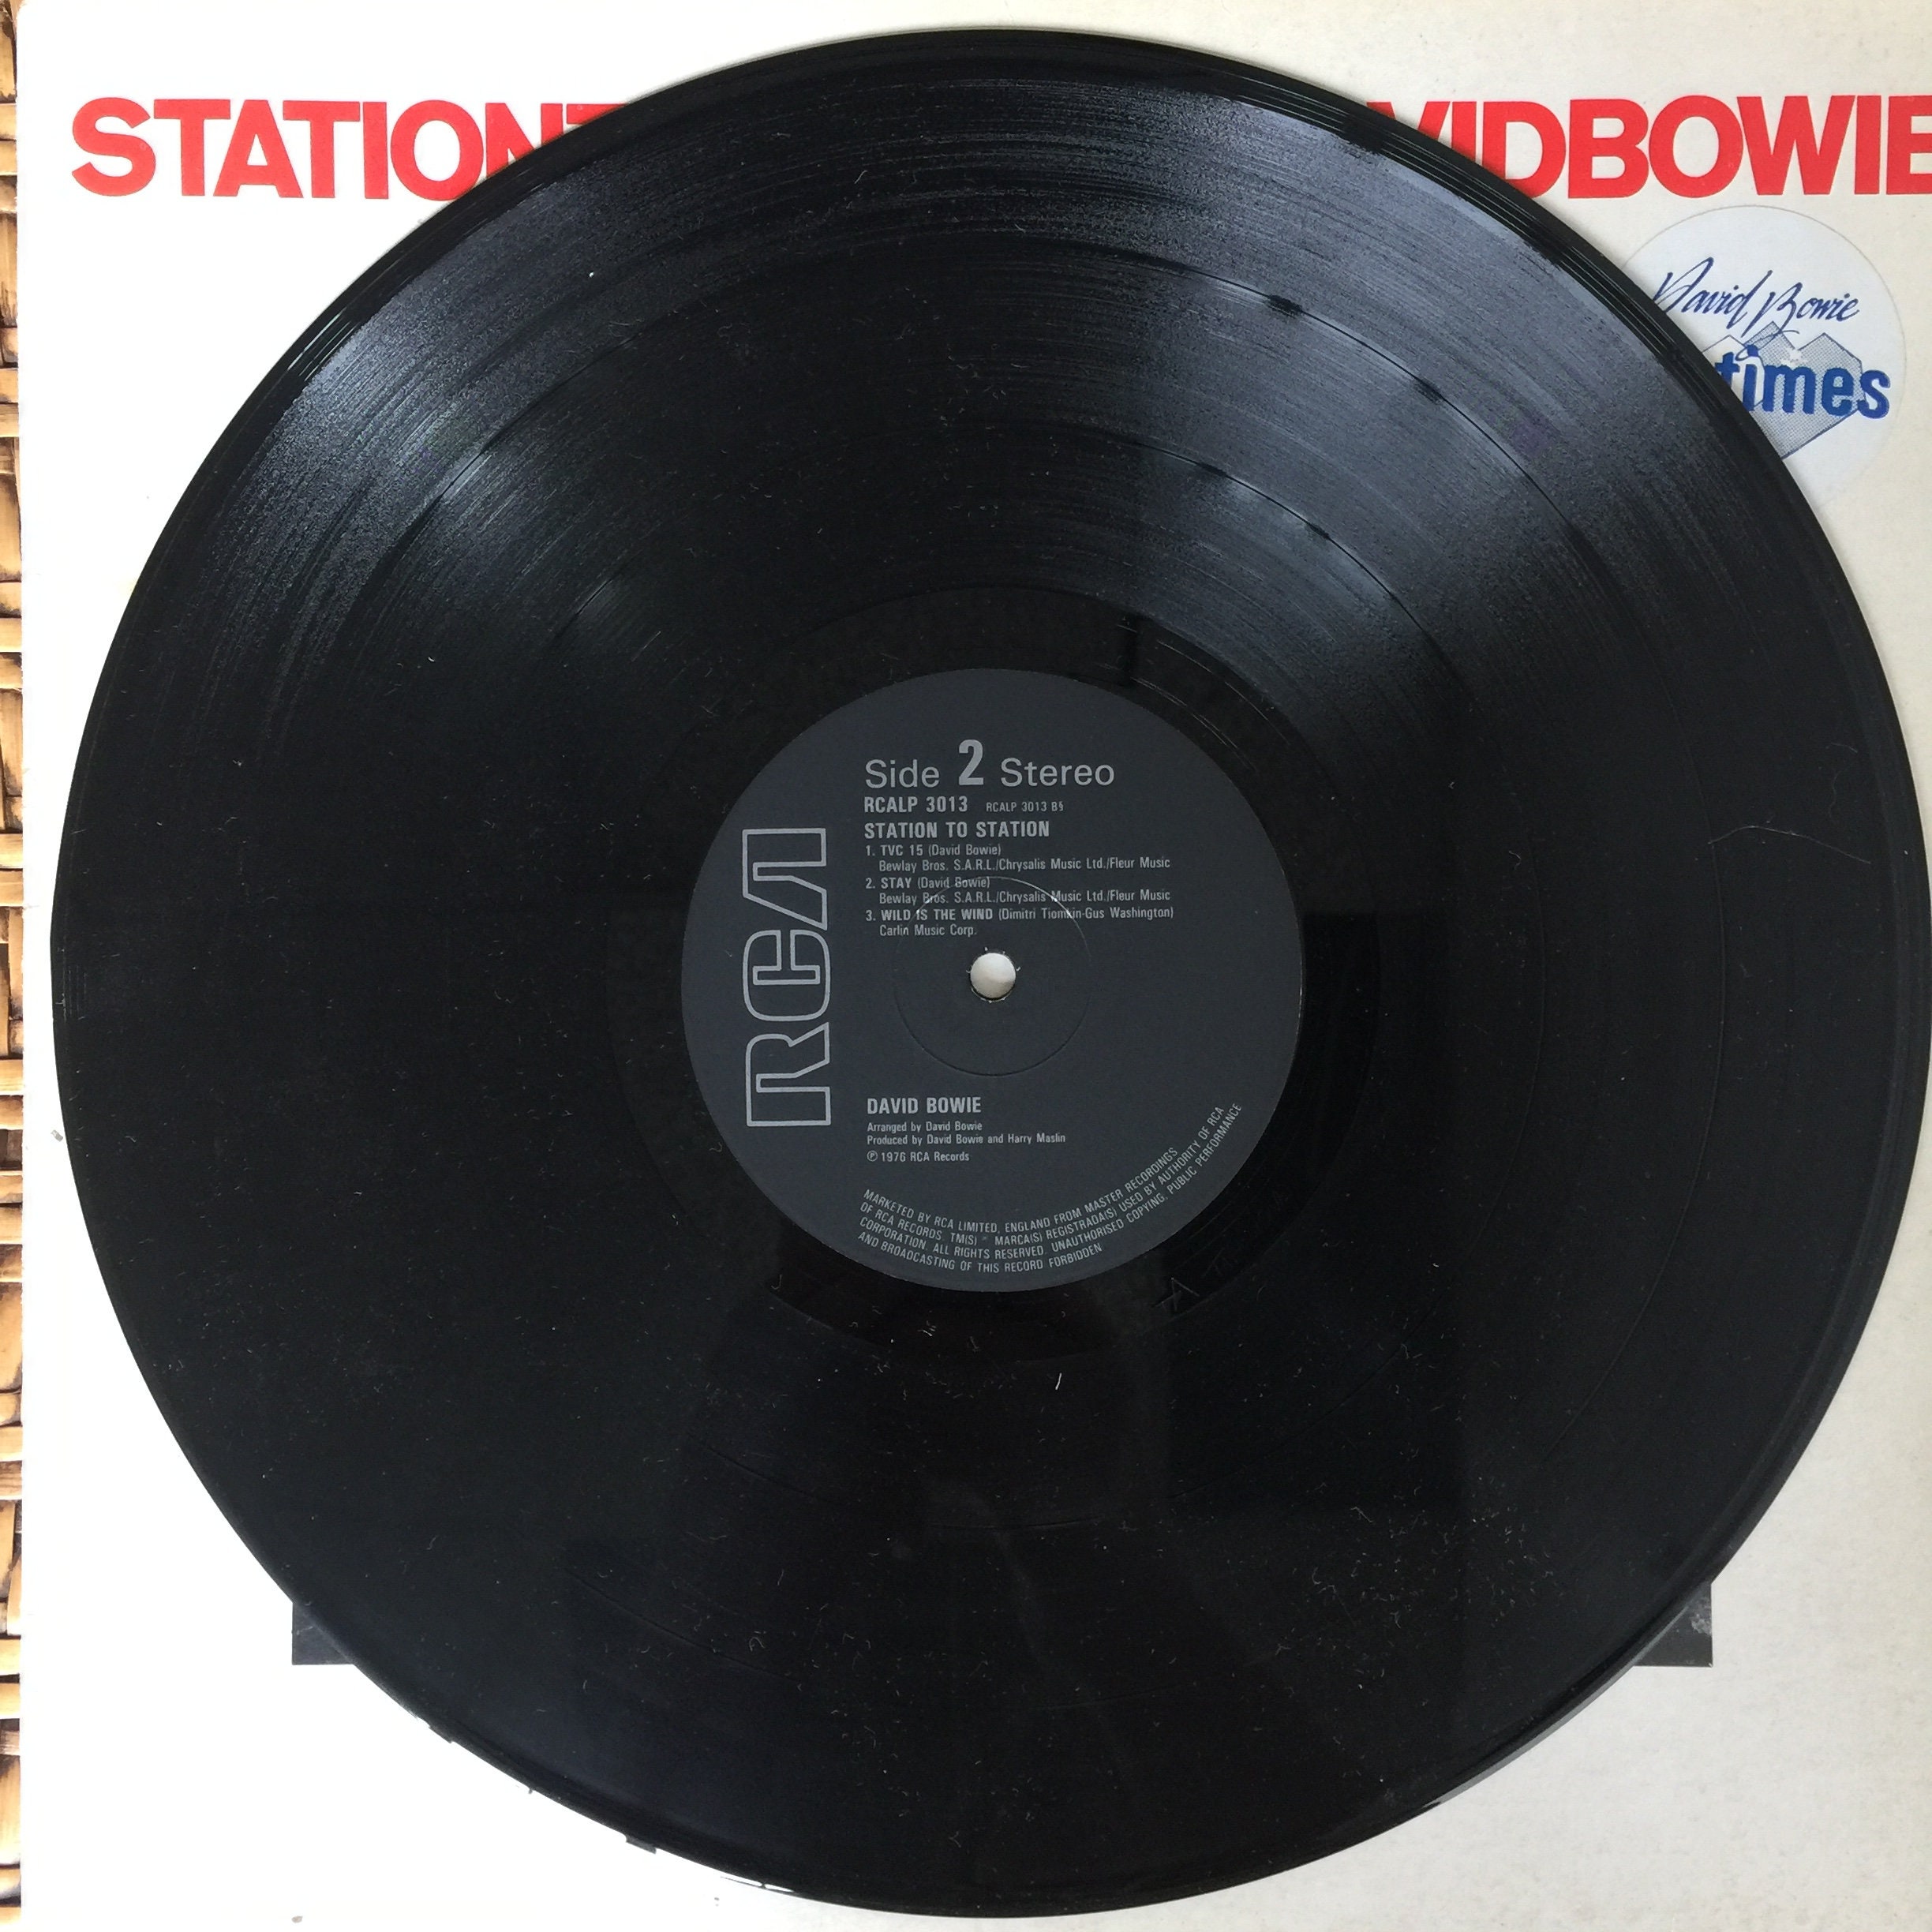 STATION
VIDBOWIE
David Bowie
times
RCA
Side 2 Stereo
RCALP 3013 RCALP 3013 B§
STATION TO STATION
1. TVC 15 (David Bowie)
Bewlay Bros. S.A.R.L./Chrysalis Music Ltd./Fleur Music
2. STAY (David Bowie)
Bewlay Bros. S.A.R.L./Chrysalis Music Ltd./Fleur Music
3. WILD IS THE WIND (Dimitri Tiomkin-Gus Washington)
Carlin Music Corp.
DAVID BOWIE
Arranged by David Bowie
Produced by David Bowie and Harry Maslin
℗ 1976 RCA Records
MARKETED BY RCA LIMITED, ENGLAND FROM MASTER RECORDINGS
OF RCA RECORDS TM(S) ® MARCA(S) REGISTRADA(S) USED BY AUTHORITY OF RCA
CORPORATION. ALL RIGHTS RESERVED. UNAUTHORISED COPYING, PUBLIC PERFORMANCE
AND BROADCASTING OF THIS RECORD FORBIDDEN